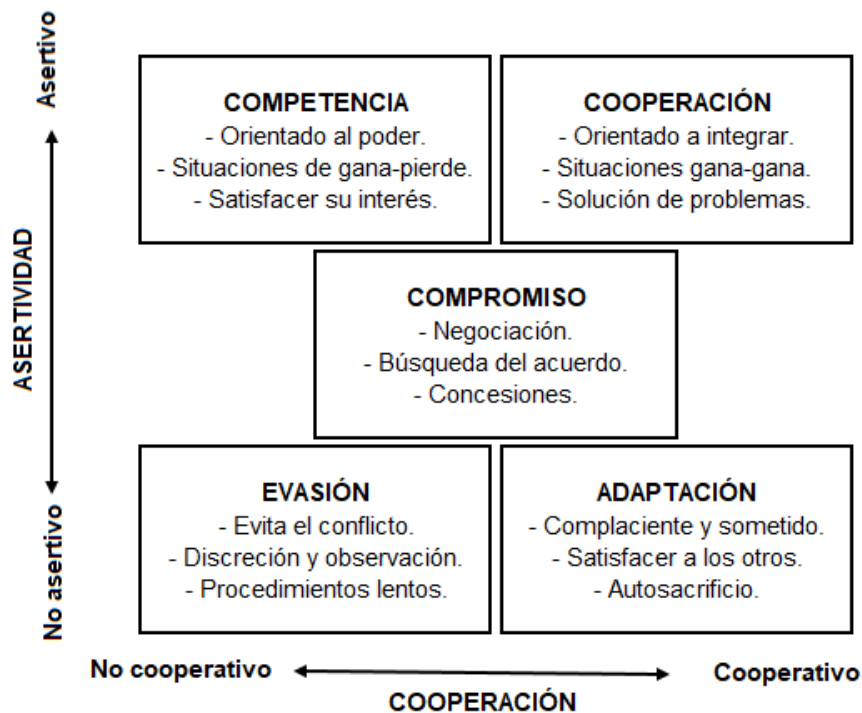 Asertivo
ASERTIVIDAD
No asertivo
COMPETENCIA
- Orientado al poder.
- Situaciones de gana-pierde.
- Satisfacer su interés.
COOPERACIÓN
- Orientado a integrar.
- Situaciones gana-gana.
- Solución de problemas.
COMPROMISO
- Negociación.
- Búsqueda del acuerdo.
- Concesiones.
EVASIÓN
- Evita el conflicto.
- Discreción y observación.
- Procedimientos lentos.
ADAPTACIÓN
- Complaciente y sometido.
- Satisfacer a los otros.
- Autosacrificio.
No cooperativo
Cooperativo
COOPERACIÓN